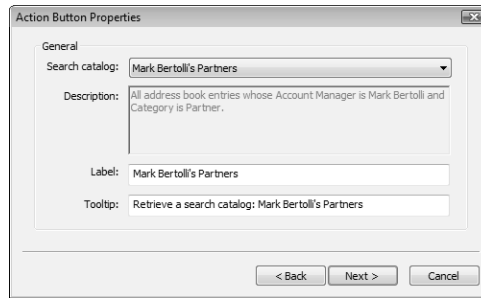 Action Button Properties
General
Search catalog: Mark Bertolli's Partners
Description: All address book entries whose Account Manager is Mark Bertolli and
Category is Partner.
Label: Mark Bertolli's Partners
Tooltip: Retrieve a search catalog: Mark Bertolli's Partners
< Back Next > Cancel